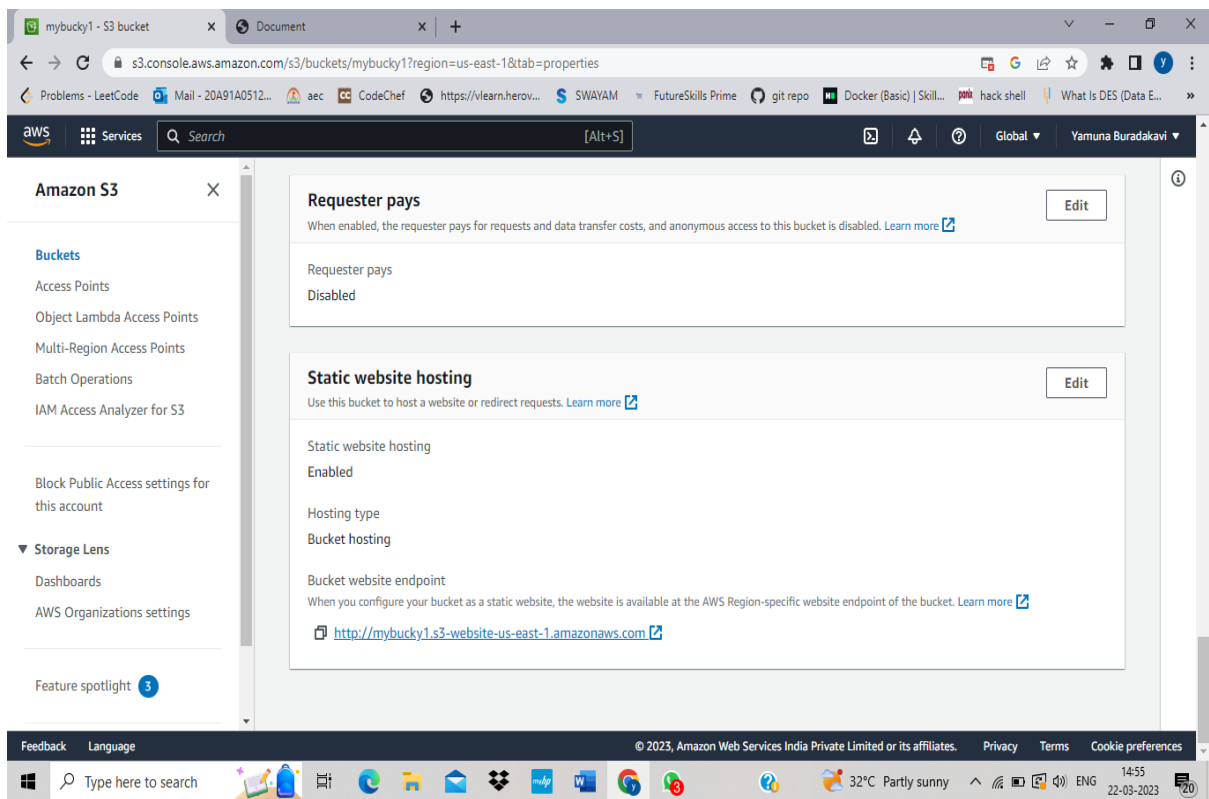 mybucky1 - S3 bucket
Document
s3.console.aws.amazon.com/s3/buckets/mybucky1?region=us-east-1&tab=properties
Problems - LeetCode Mail - 20A91A0512... aec CodeChef https://vlearn.herov... SWAYAM FutureSkills Prime git repo Docker (Basic) | Skill... hack shell What Is DES (Data E... »
aws Services Search [Alt+S] Global Yamuna Buradakavi
Amazon S3
Buckets
Access Points
Object Lambda Access Points
Multi-Region Access Points
Batch Operations
IAM Access Analyzer for S3
Block Public Access settings for
this account
Storage Lens
Dashboards
AWS Organizations settings
Feature spotlight 3
Requester pays
Edit
When enabled, the requester pays for requests and data transfer costs, and anonymous access to this bucket is disabled. Learn more
Requester pays
Disabled
Static website hosting
Edit
Use this bucket to host a website or redirect requests. Learn more
Static website hosting
Enabled
Hosting type
Bucket hosting
Bucket website endpoint
When you configure your bucket as a static website, the website is available at the AWS Region-specific website endpoint of the bucket. Learn more
http://mybucky1.s3-website-us-east-1.amazonaws.com
Feedback Language © 2023, Amazon Web Services India Private Limited or its affiliates. Privacy Terms Cookie preferences
Type here to search 32°C Partly sunny ENG 14:55
22-03-2023 20